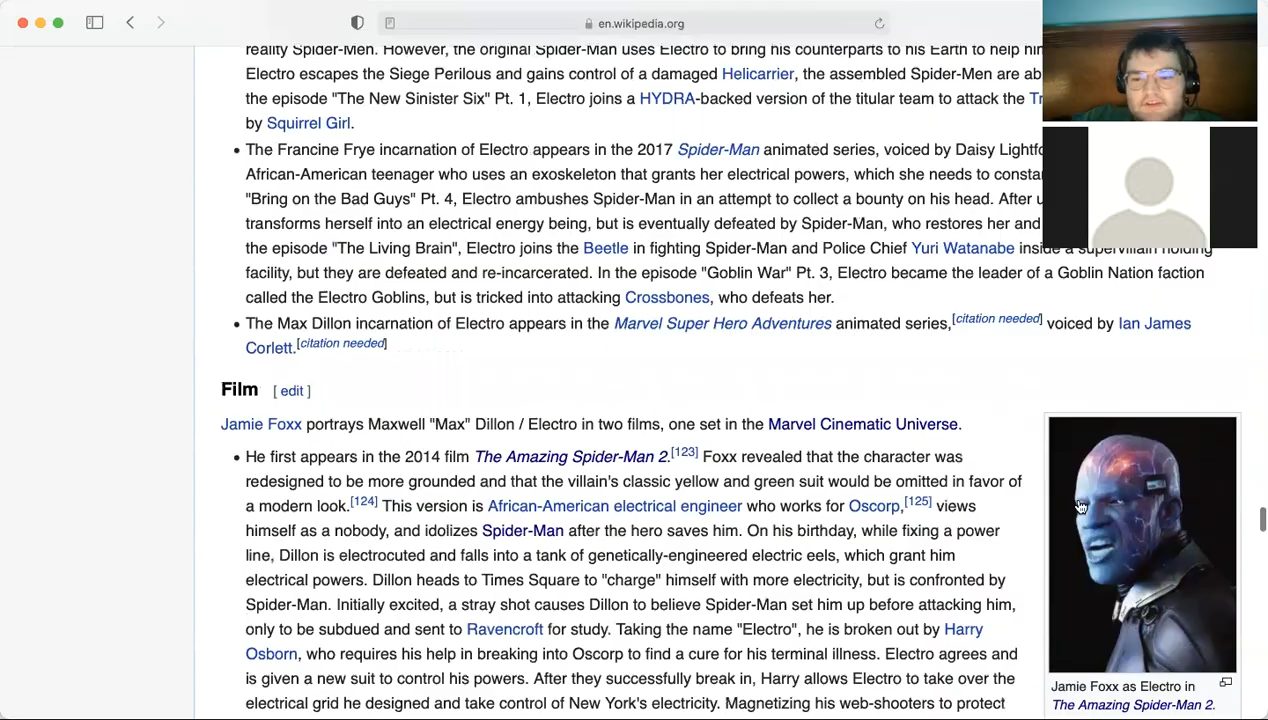 en.wikipedia.org
reality Spider-Men. However, the original Spider-Man uses Electro to bring his counterparts to his Earth to help him
Electro escapes the Siege Perilous and gains control of a damaged Helicarrier, the assembled Spider-Men are ab
the episode "The New Sinister Six" Pt. 1, Electro joins a HYDRA-backed version of the titular team to attack the Tr
by Squirrel Girl.
• The Francine Frye incarnation of Electro appears in the 2017 Spider-Man animated series, voiced by Daisy Lightfo
African-American teenager who uses an exoskeleton that grants her electrical powers, which she needs to constan
"Bring on the Bad Guys" Pt. 4, Electro ambushes Spider-Man in an attempt to collect a bounty on his head. After u
transforms herself into an electrical energy being, but is eventually defeated by Spider-Man, who restores her and
the episode "The Living Brain", Electro joins the Beetle in fighting Spider-Man and Police Chief Yuri Watanabe inside a supervillain holding
facility, but they are defeated and re-incarcerated. In the episode "Goblin War" Pt. 3, Electro became the leader of a Goblin Nation faction
called the Electro Goblins, but is tricked into attacking Crossbones, who defeats her.
• The Max Dillon incarnation of Electro appears in the Marvel Super Hero Adventures animated series,[citation needed] voiced by Ian James
Corlett.[citation needed]
Film [ edit ]
Jamie Foxx portrays Maxwell "Max" Dillon / Electro in two films, one set in the Marvel Cinematic Universe.
• He first appears in the 2014 film The Amazing Spider-Man 2.[123] Foxx revealed that the character was
redesigned to be more grounded and that the villain's classic yellow and green suit would be omitted in favor of
a modern look.[124] This version is African-American electrical engineer who works for Oscorp,[125] views
himself as a nobody, and idolizes Spider-Man after the hero saves him. On his birthday, while fixing a power
line, Dillon is electrocuted and falls into a tank of genetically-engineered electric eels, which grant him
electrical powers. Dillon heads to Times Square to "charge" himself with more electricity, but is confronted by
Spider-Man. Initially excited, a stray shot causes Dillon to believe Spider-Man set him up before attacking him,
only to be subdued and sent to Ravencroft for study. Taking the name "Electro", he is broken out by Harry
Osborn, who requires his help in breaking into Oscorp to find a cure for his terminal illness. Electro agrees and
is given a new suit to control his powers. After they successfully break in, Harry allows Electro to take over the
electrical grid he designed and take control of New York's electricity. Magnetizing his web-shooters to protect
Jamie Foxx as Electro in
The Amazing Spider-Man 2.